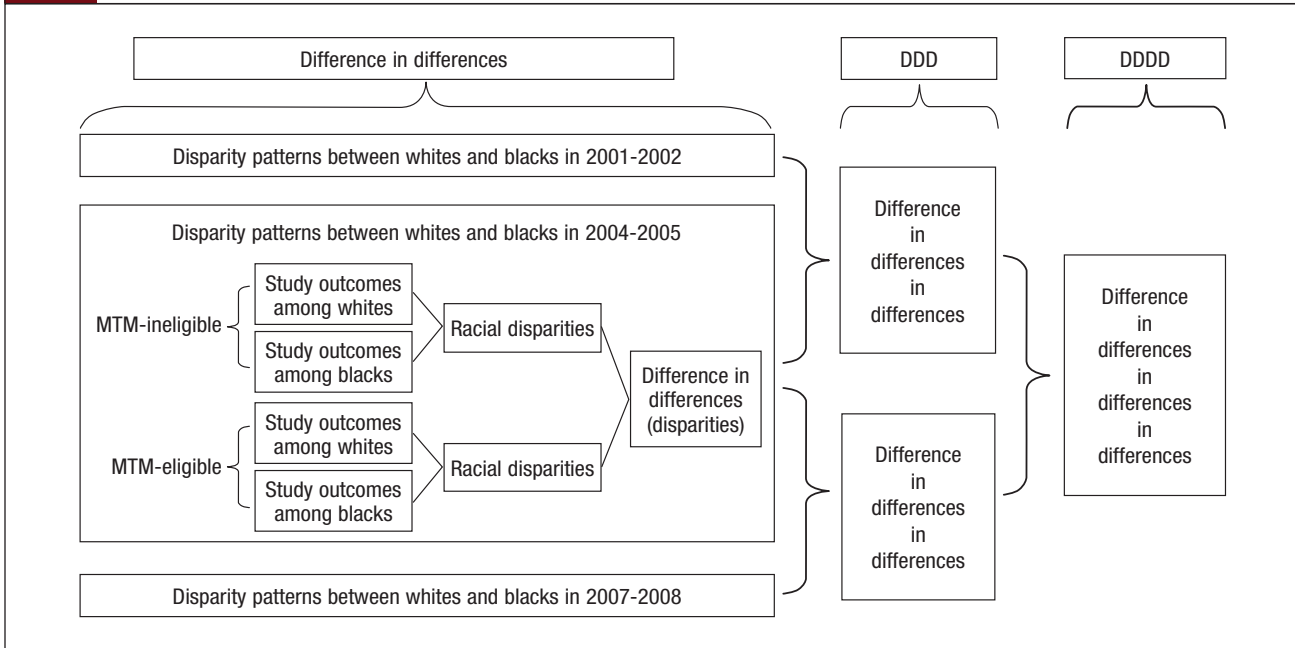 Difference in differences
DDD
DDDD
Disparity patterns between whites and blacks in 2001-2002
Disparity patterns between whites and blacks in 2004-2005
MTM-ineligible
Study outcomes
among whites
Study outcomes
among blacks
Racial disparities
MTM-eligible
Study outcomes
among whites
Study outcomes
among blacks
Racial disparities
Difference in
differences
(disparities)
Disparity patterns between whites and blacks in 2007-2008
Difference
in
differences
in
differences
Difference
in
differences
in
differences
Difference
in
differences
in
differences
in
differences